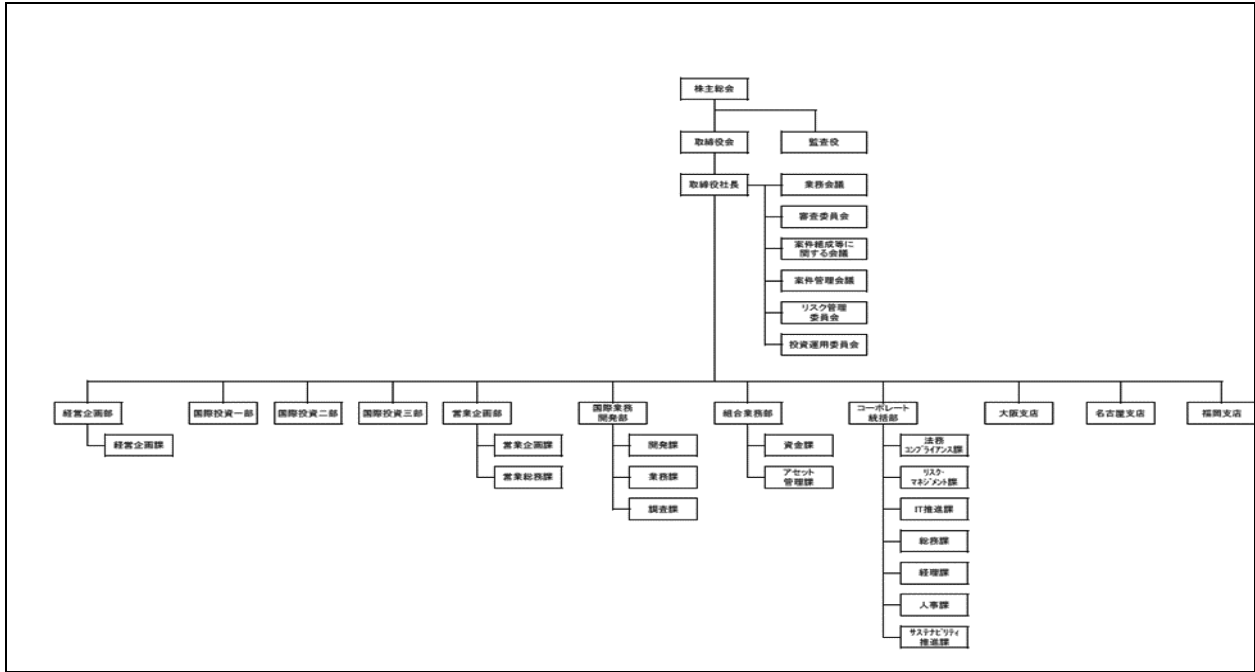 株主総会
取締役会
監査役
取締役社長
業務会議
審査委員会
案件組成等に
関する会議
案件管理会議
リスク管理
委員会
投資運用委員会
経営企画部
国際投資一部
国際投資二部
国際投資三部
営業企画部
国際業務
開発部
組合業務部
コーポレート
統括部
大阪支店
名古屋支店
福岡支店
経営企画課
営業企画課
営業総務課
開発課
業務課
調査課
資金課
アセット
管理課
法務
コンプライアンス課
リスク・
マネジメント課
IT推進課
総務課
経理課
人事課
サステナビリティ
推進課